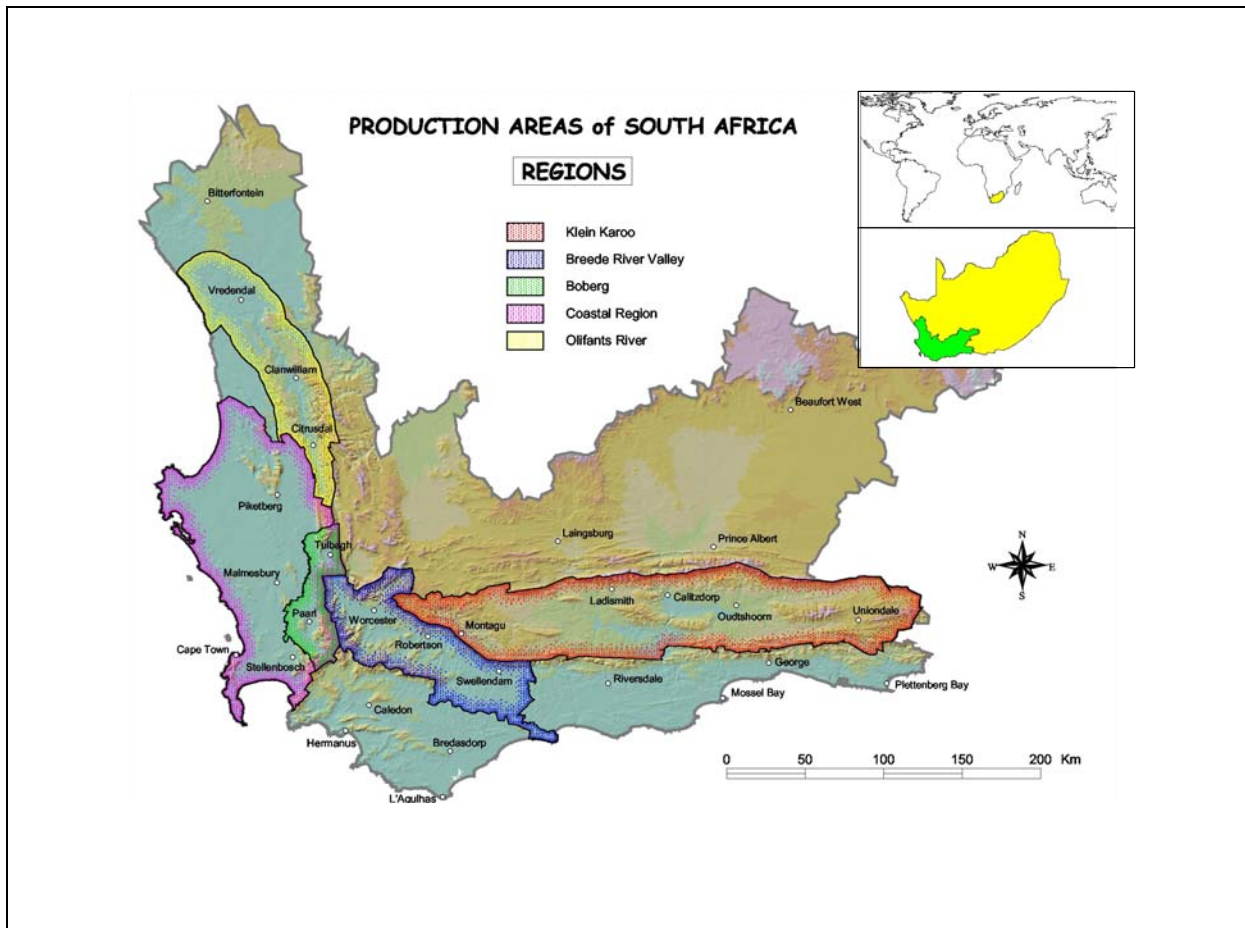 PRODUCTION AREAS of SOUTH AFRICA
REGIONS
Klein Karoo
Breede River Valley
Boberg
Coastal Region
Olifants River
Bitterfontein
Vredendal
Clanwilliam
Citrusdal
Beaufort West
Piketberg
Laingsburg
Prince Albert
Tulbagh
Malmesbury
Ladismith
Calitzdorp
Oudtshoorn
Uniondale
Paarl
Worcester
Robertson
Montagu
Cape Town
Stellenbosch
Swellendam
George
Riversdale
Plettenberg Bay
Mossel Bay
Caledon
Hermanus
Bredasdorp
L'Agulhas
N
W E
S
0 50 100 150 200 Km